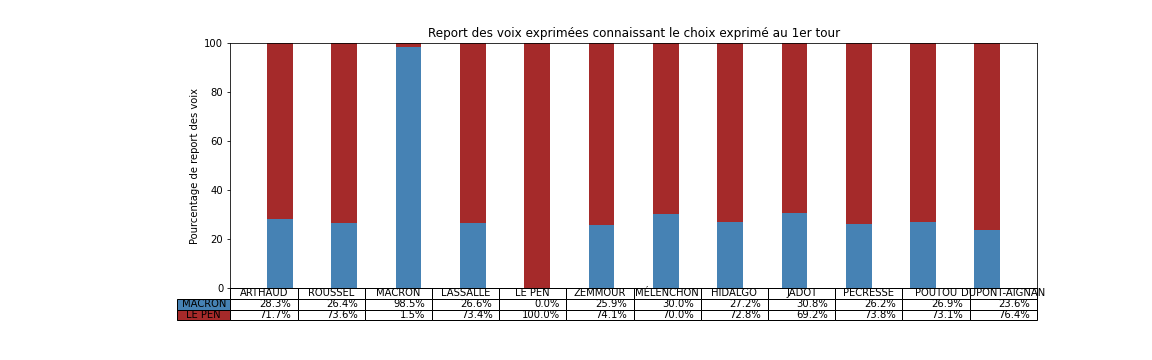 Report des voix exprimées connaissant le choix exprimé au 1er tour
Pourcentage de report des voix
100
80
60
40
20
0
ARTHAUD ROUSSEL MACRON LASSALLE LE PEN ZEMMOUR MÉLENCHON HIDALGO JADOT PÉCRESSE POUTOU DUPONT-AIGNAN
MACRON 28.3% 26.4% 98.5% 26.6% 0.0% 25.9% 30.0% 27.2% 30.8% 26.2% 26.9% 23.6%
LE PEN 71.7% 73.6% 1.5% 73.4% 100.0% 74.1% 70.0% 72.8% 69.2% 73.8% 73.1% 76.4%